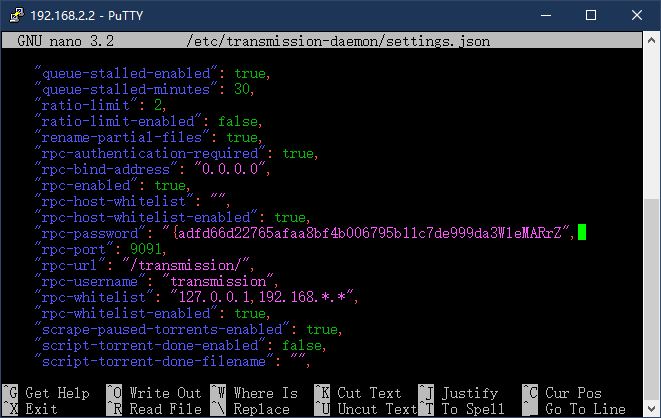 192.168.2.2 - PuTTY
GNU nano 3.2 /etc/transmission-daemon/settings.json
"queue-stalled-enabled": true,
"queue-stalled-minutes": 30,
"ratio-limit": 2,
"ratio-limit-enabled": false,
"rename-partial-files": true,
"rpc-authentication-required": true,
"rpc-bind-address": "0.0.0.0",
"rpc-enabled": true,
"rpc-host-whitelist": "",
"rpc-host-whitelist-enabled": true,
"rpc-password": "{adfd66d22765afaa8bf4b006795b11c7de999da3W1eMARrZ",
"rpc-port": 9091,
"rpc-url": "/transmission/",
"rpc-username": "transmission",
"rpc-whitelist": "127.0.0.1,192.168.*.*",
"rpc-whitelist-enabled": true,
"scrape-paused-torrents-enabled": true,
"script-torrent-done-enabled": false,
"script-torrent-done-filename": "",
^G Get Help ^O Write Out ^W Where Is ^K Cut Text ^J Justify ^C Cur Pos
^X Exit ^R Read File ^\ Replace ^U Uncut Text ^T To Spell ^_ Go To Line